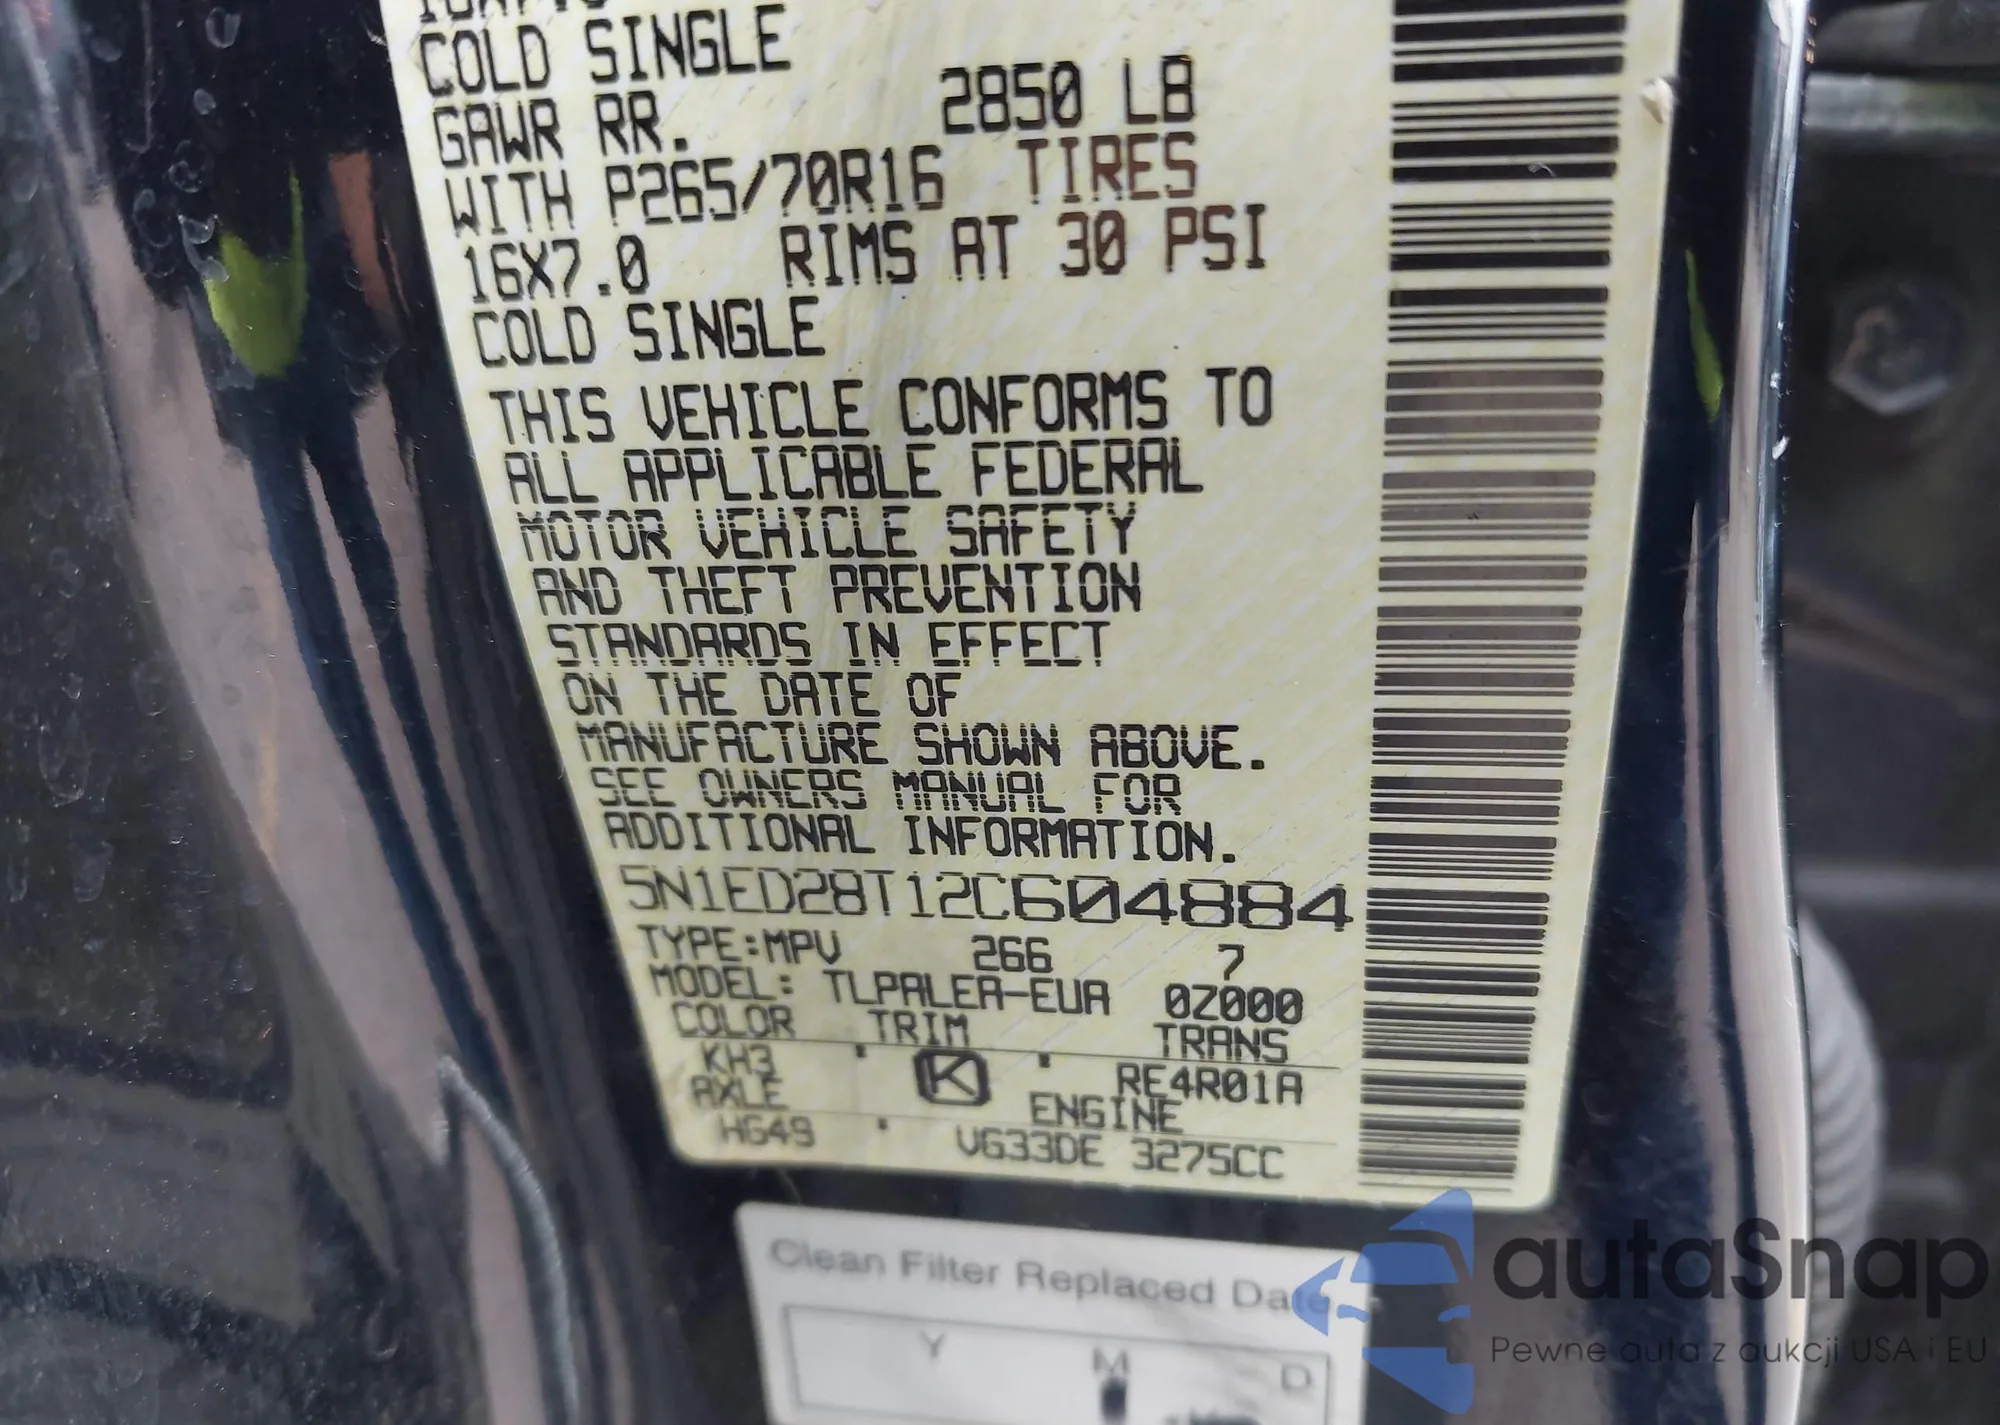 COLD SINGLE
GAWR RR. 2850 LB
WITH P265/70R16 TIRES
16X7.0 RIMS AT 30 PSI
COLD SINGLE
THIS VEHICLE CONFORMS TO
ALL APPLICABLE FEDERAL
MOTOR VEHICLE SAFETY
AND THEFT PREVENTION
STANDARDS IN EFFECT
ON THE DATE OF
MANUFACTURE SHOWN ABOVE.
SEE OWNERS MANUAL FOR
ADDITIONAL INFORMATION.
5N1ED28T12C604884
TYPE:MPV 266 7
MODEL: TLPALEA-EUA 0Z000
COLOR TRIM TRANS
KH3 K RE4R01A
AXLE ENGINE
HG49 VG33DE 3275CC
Clean Filter Replaced Date
Y M D
autaSnap
Pewne auta z aukcji USA i EU